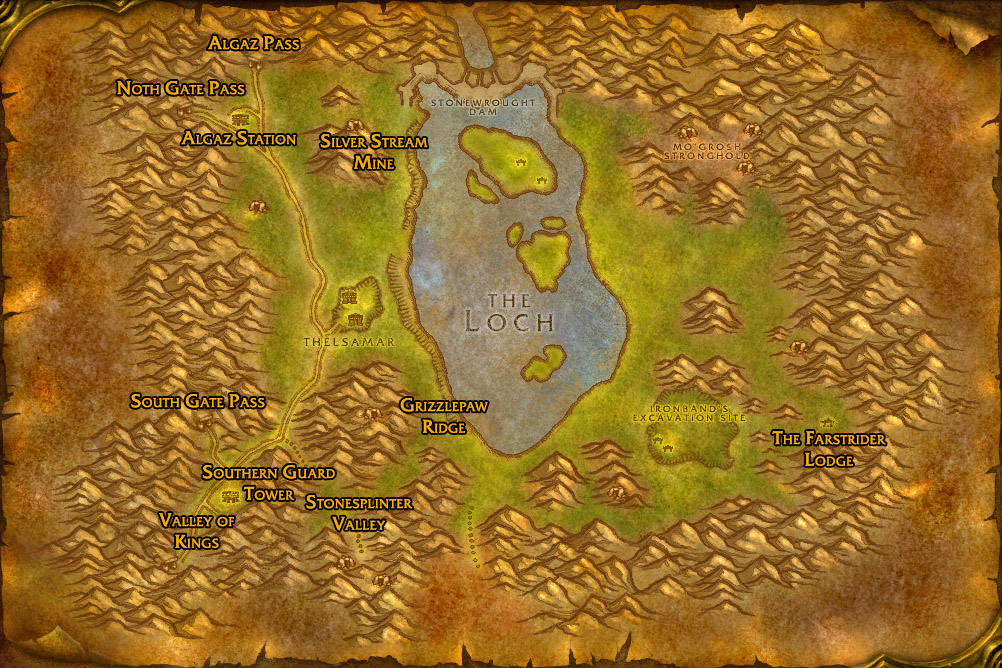 Algaz Pass
Noth Gate Pass
Stonewrought
Dam
Algaz Station
Silver Stream
Mine
Mo'grosh
Stronghold
The
Loch
Thelsamar
South Gate Pass
Grizzlepaw
Ridge
Ironband's
Excavation Site
The Farstrider
Lodge
Southern Guard
Tower
Stonesplinter
Valley
Valley of
Kings